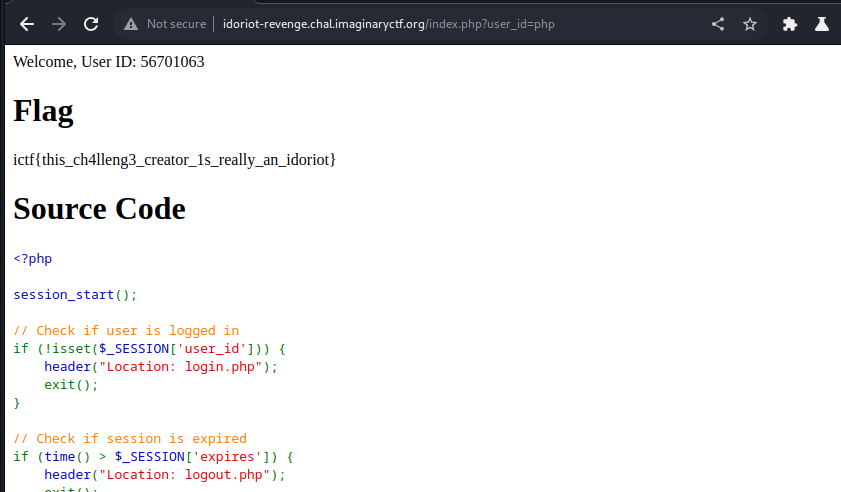 Not secure idoriot-revenge.chal.imaginaryctf.org/index.php?user_id=php
Welcome, User ID: 56701063
Flag
ictf{this_ch4lleng3_creator_1s_really_an_idoriot}
Source Code
<?php
session_start();
// Check if user is logged in
if (!isset($_SESSION['user_id'])) {
    header("Location: login.php");
    exit();
}
// Check if session is expired
if (time() > $_SESSION['expires']) {
    header("Location: logout.php");
    exit();